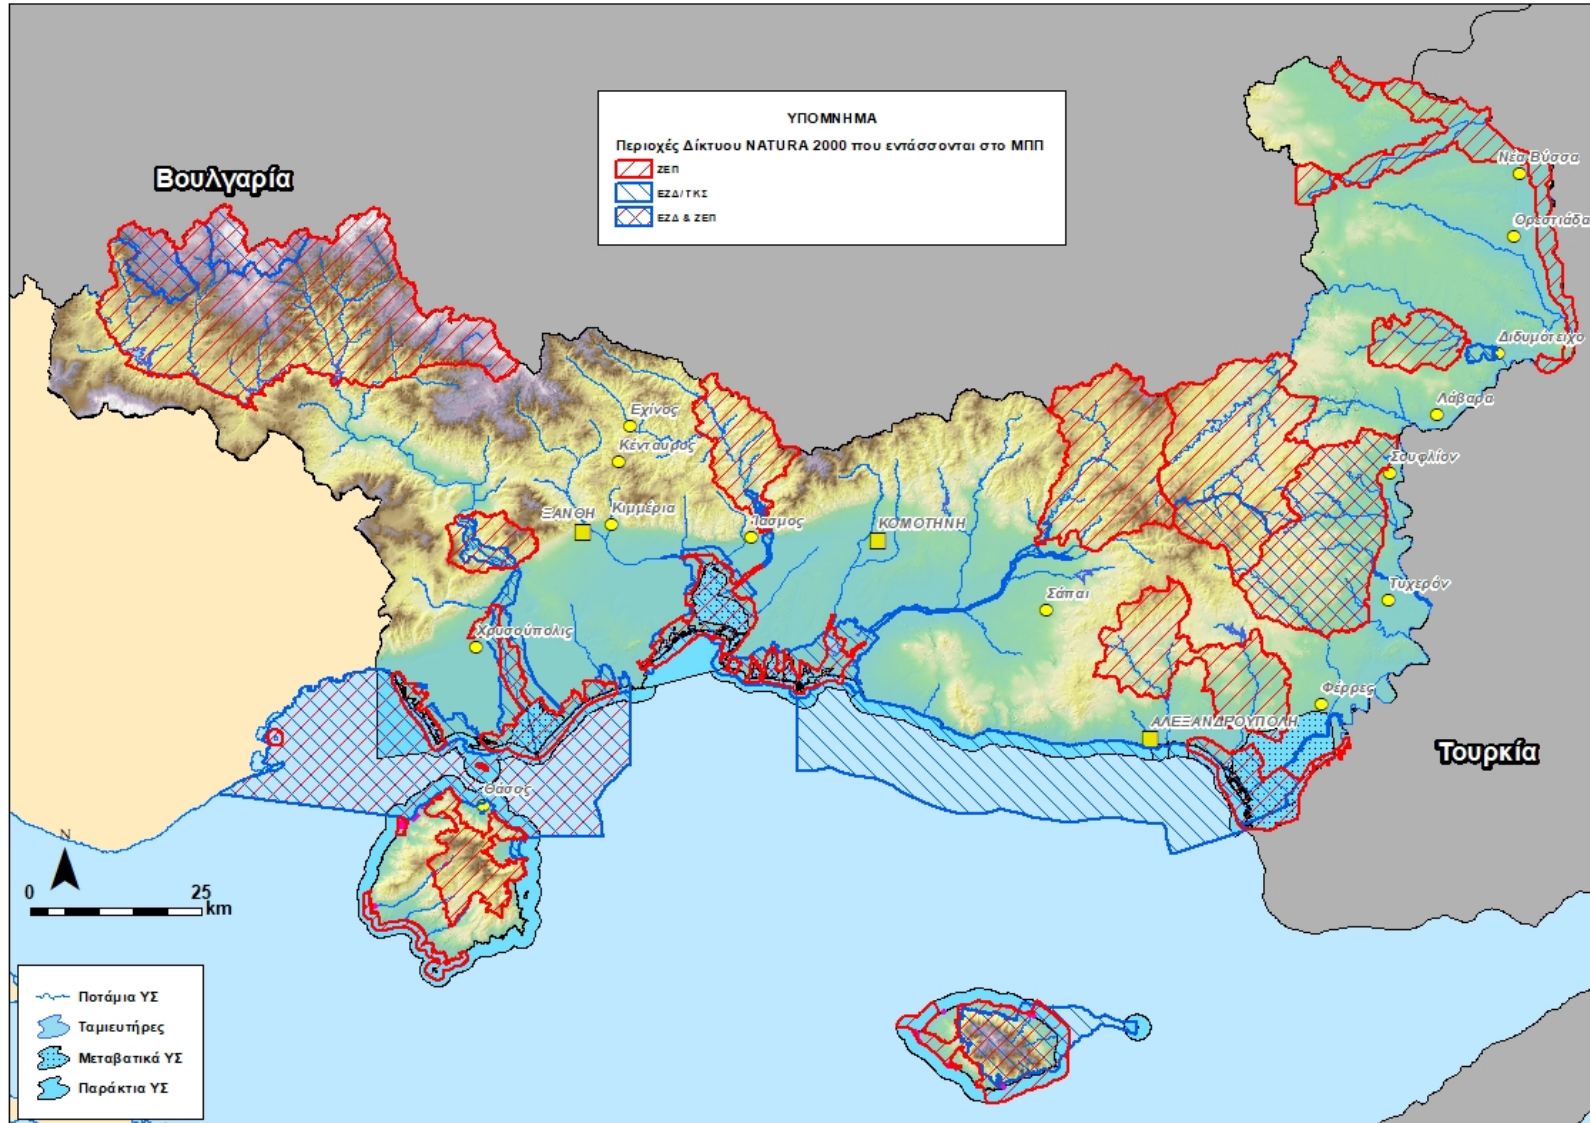 ΥΠΟΜΝΗΜΑ
Περιοχές Δίκτυου NATURA 2000 που εντάσσονται στο ΜΠΠ
ΖΕΠ
ΕΖΔ/ΤΚΣ
ΕΖΔ & ΖΕΠ
Βουλγαρία
Νέα Βύσσα
Ορεστιάδα
Διδυμότειχο
Λάβαρα
Σουφλίον
Εχίνος
Κένταυρος
ΞΑΝΘΗ
Κιμμέρια
Ίασμος
ΚΟΜΟΤΗΝΗ
Σάπαι
Τυχερόν
Χρυσούπολις
Φέρρες
ΑΛΕΞΑΝΔΡΟΥΠΟΛΗ
Τουρκία
Θάσος
N
0 25 km
Ποτάμια ΥΣ
Ταμιευτήρες
Μεταβατικά ΥΣ
Παράκτια ΥΣ